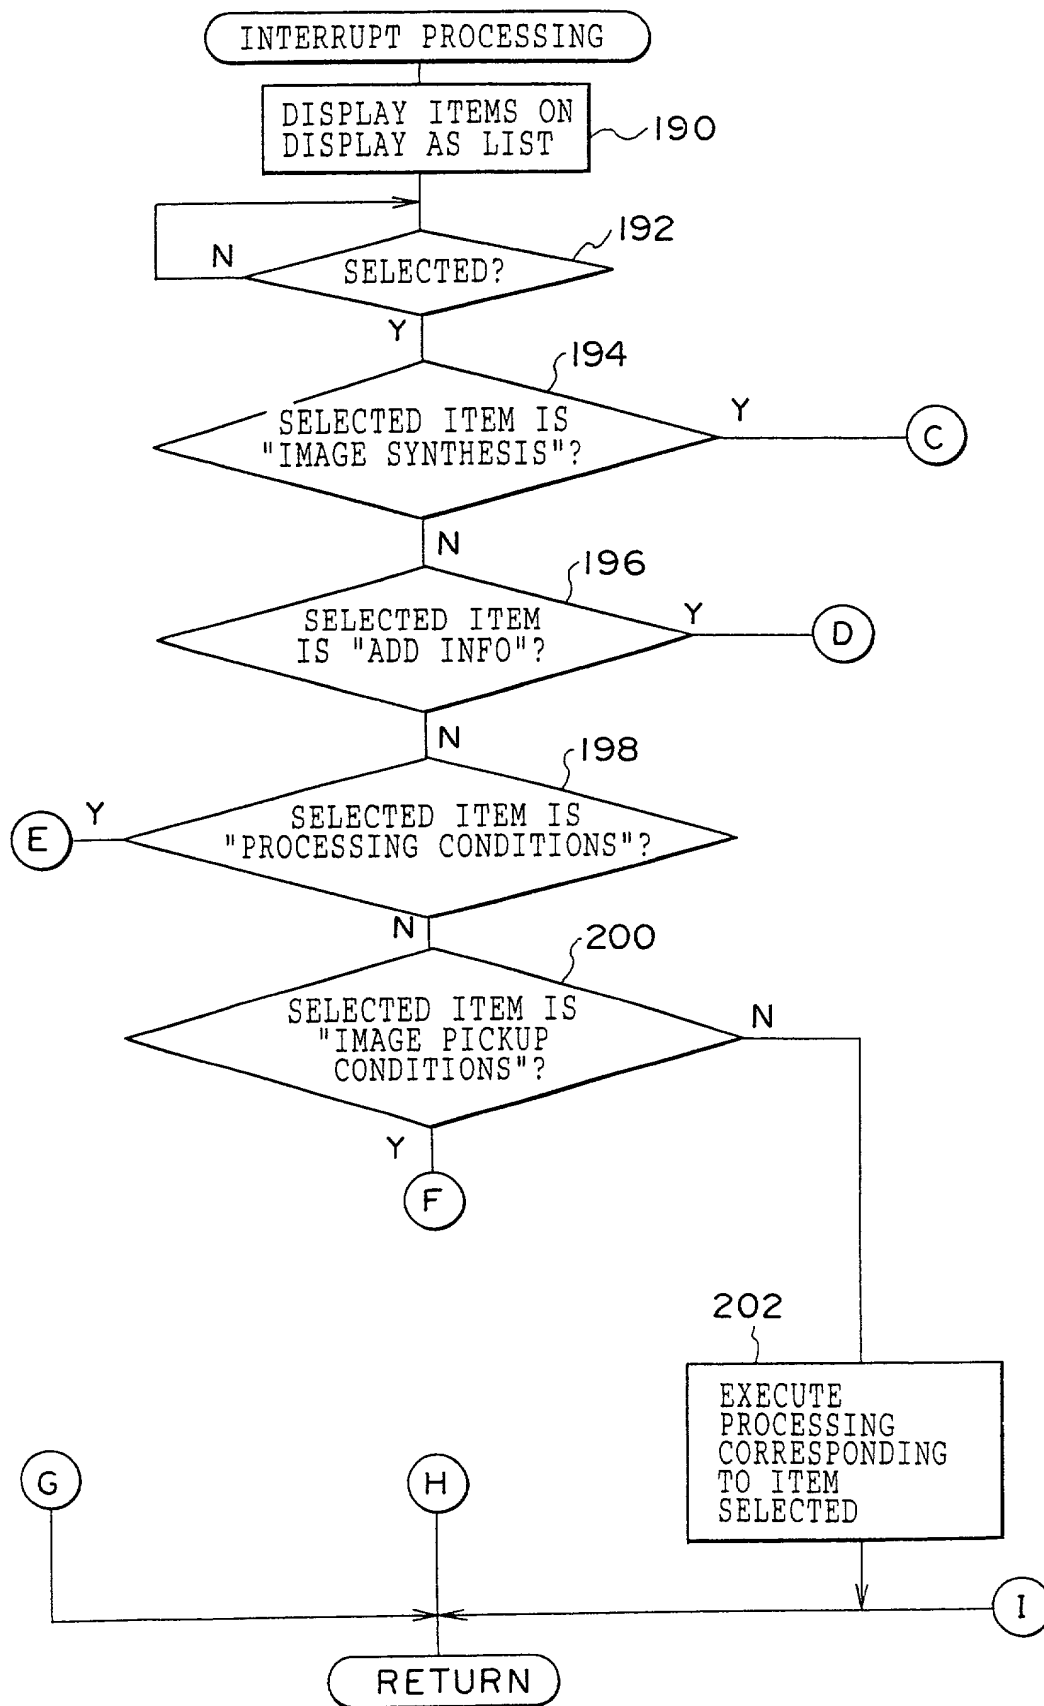 INTERRUPT PROCESSING
DISPLAY ITEMS ON
DISPLAY AS LIST
190
192
N
SELECTED?
Y
194
SELECTED ITEM IS
"IMAGE SYNTHESIS"?
Y
C
N
196
SELECTED ITEM
IS "ADD INFO"?
Y
D
N
198
SELECTED ITEM IS
"PROCESSING CONDITIONS"?
Y
E
N
200
SELECTED ITEM IS
"IMAGE PICKUP
CONDITIONS"?
N
Y
F
202
EXECUTE
PROCESSING
CORRESPONDING
TO ITEM
SELECTED
G
H
I
RETURN